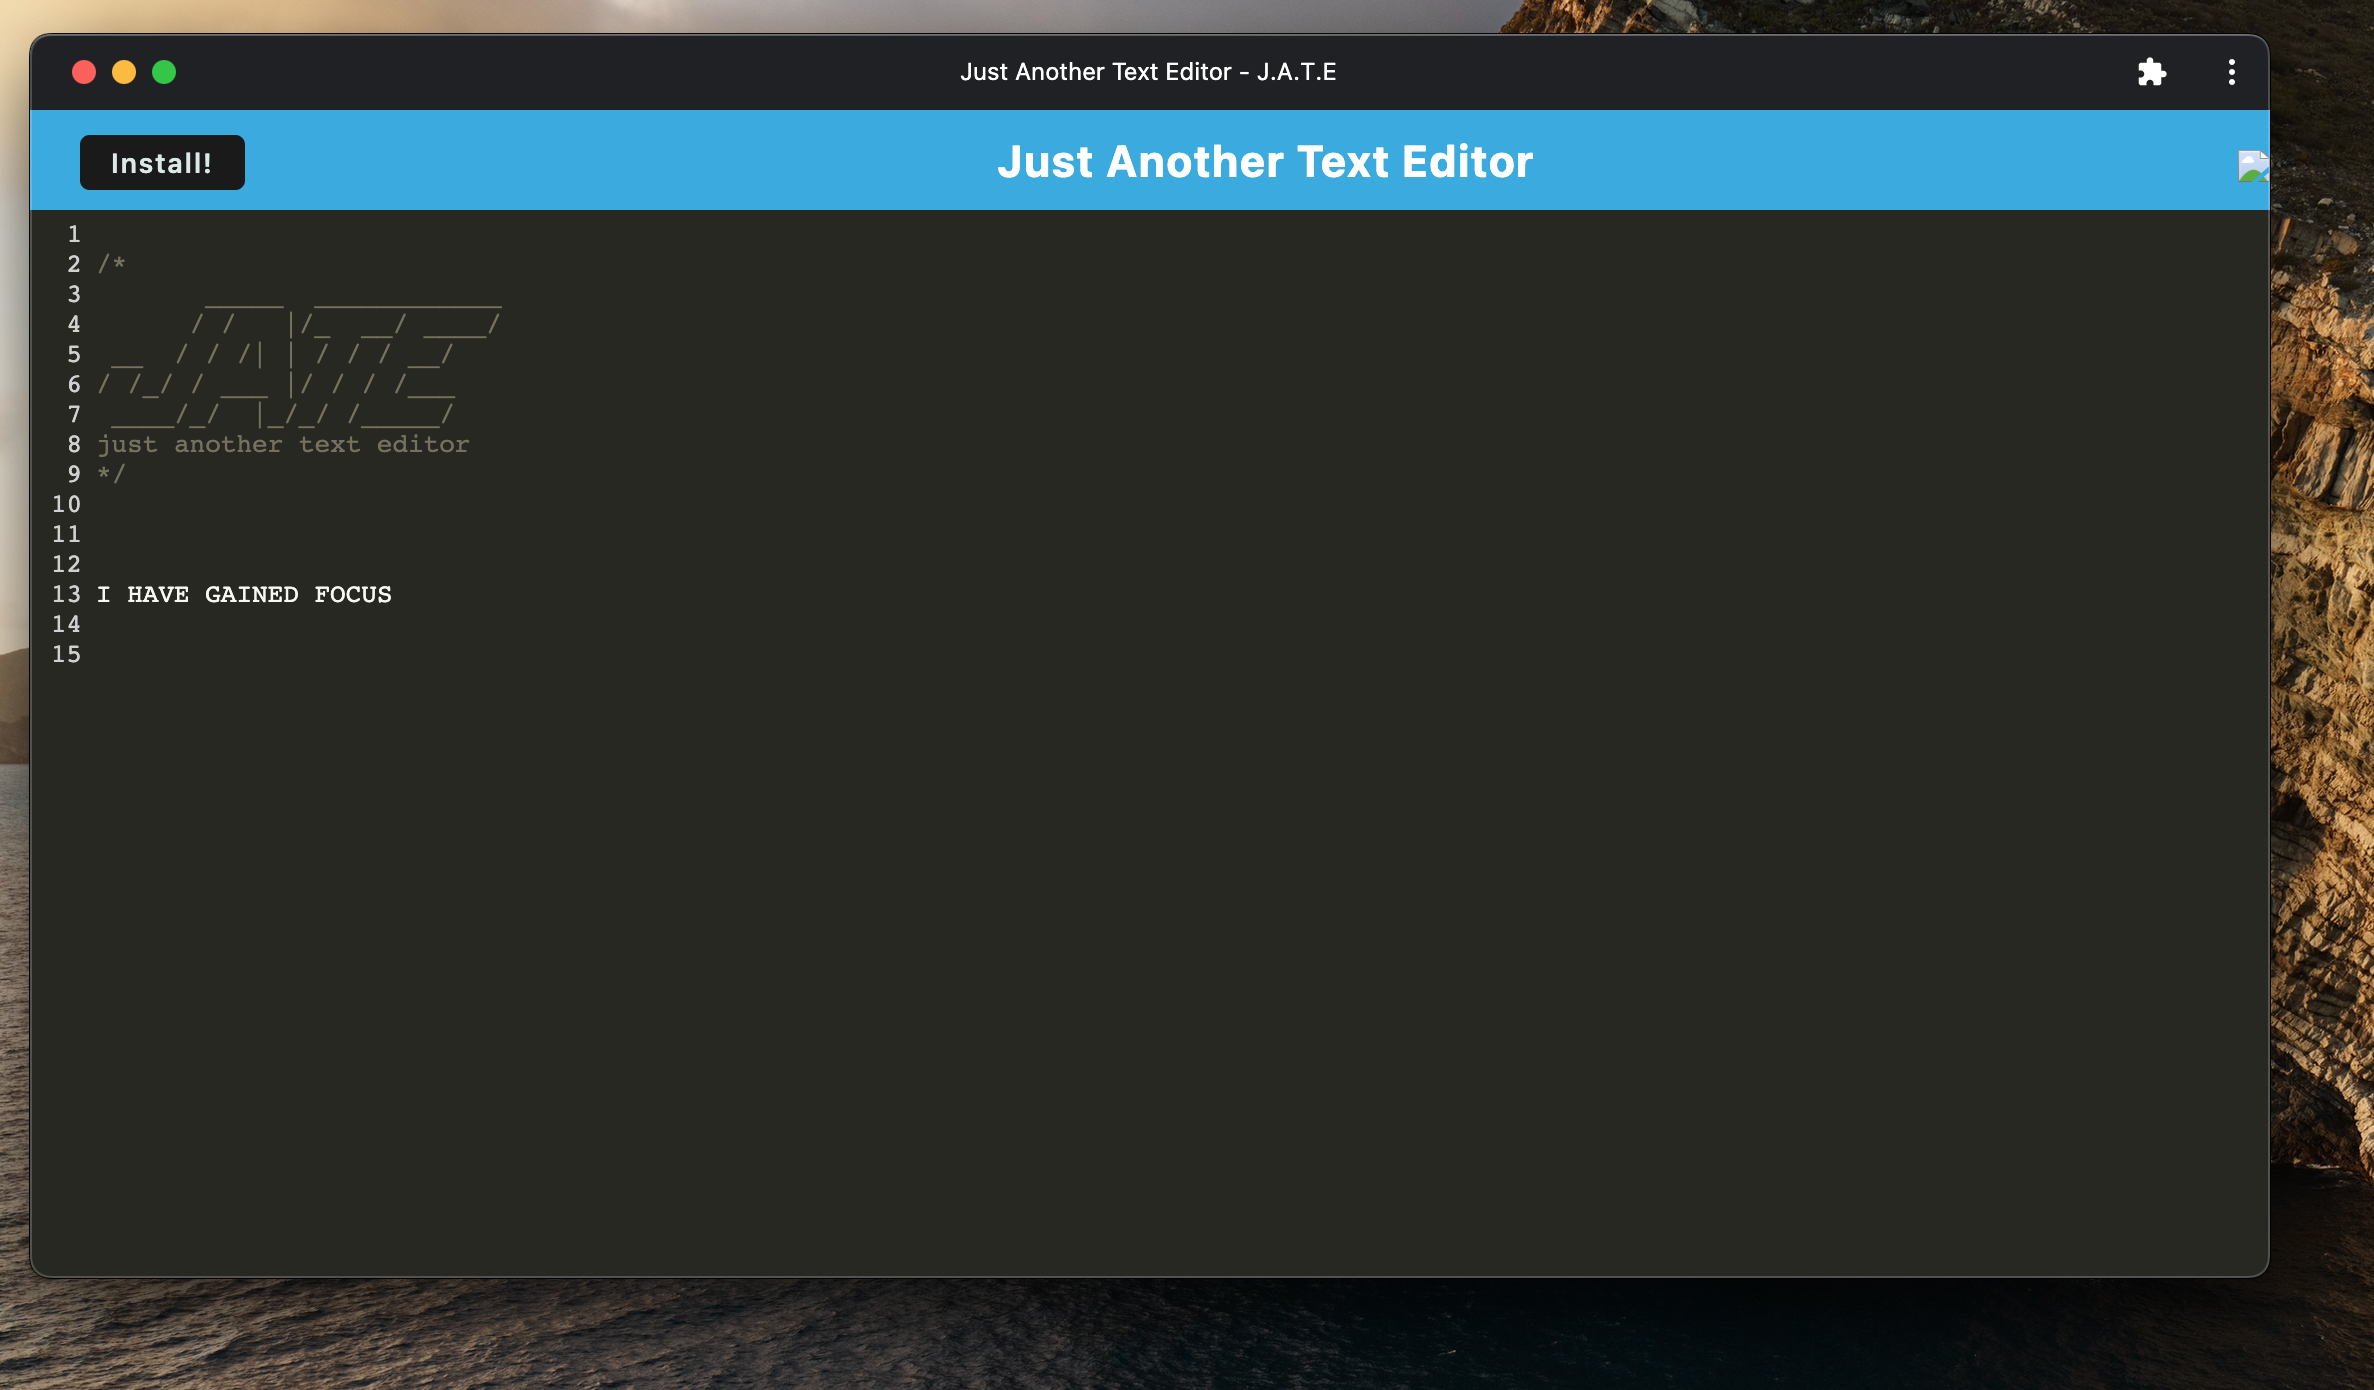 Just Another Text Editor - J.A.T.E
Install!
Just Another Text Editor
1
2 /*
3        _____  ____________
4       / /    |/_  __/ ____/
5  __  / / /| | / / / __/
6 / /_/ / ___ |/ / / /___
7  ____/_/  |_/_/ /_____/
8 just another text editor
9 */
10
11
12
13 I HAVE GAINED FOCUS
14
15